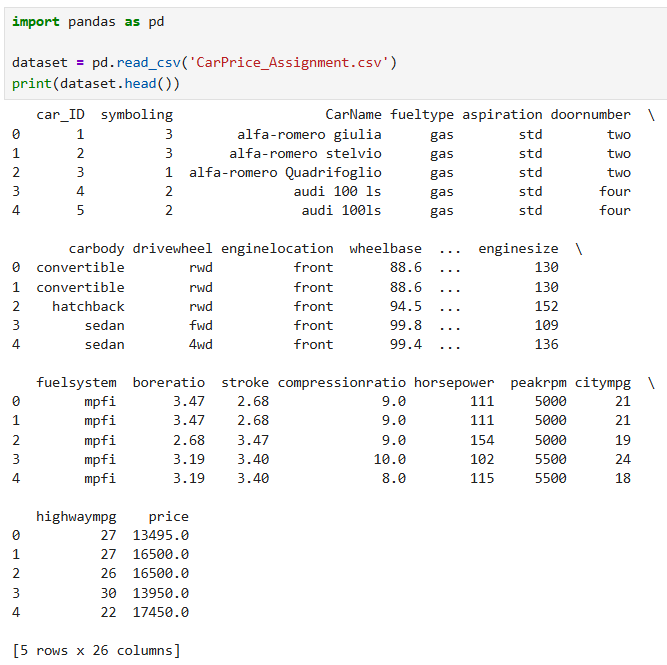 import pandas as pd
dataset = pd.read_csv('CarPrice_Assignment.csv')
print(dataset.head())
   car_ID  symboling                   CarName fueltype aspiration doornumber  \
0       1          3        alfa-romero giulia      gas        std        two
1       2          3       alfa-romero stelvio      gas        std        two
2       3          1  alfa-romero Quadrifoglio      gas        std        two
3       4          2               audi 100 ls      gas        std       four
4       5          2                audi 100ls      gas        std       four
       carbody drivewheel enginelocation  wheelbase  ...  enginesize  \
0  convertible        rwd          front       88.6  ...         130
1  convertible        rwd          front       88.6  ...         130
2    hatchback        rwd          front       94.5  ...         152
3        sedan        fwd          front       99.8  ...         109
4        sedan        4wd          front       99.4  ...         136
   fuelsystem  boreratio  stroke compressionratio horsepower  peakrpm citympg  \
0        mpfi       3.47    2.68              9.0        111     5000      21
1        mpfi       3.47    2.68              9.0        111     5000      21
2        mpfi       2.68    3.47              9.0        154     5000      19
3        mpfi       3.19    3.40             10.0        102     5500      24
4        mpfi       3.19    3.40              8.0        115     5500      18
   highwaympg    price
0          27  13495.0
1          27  16500.0
2          26  16500.0
3          30  13950.0
4          22  17450.0
[5 rows x 26 columns]